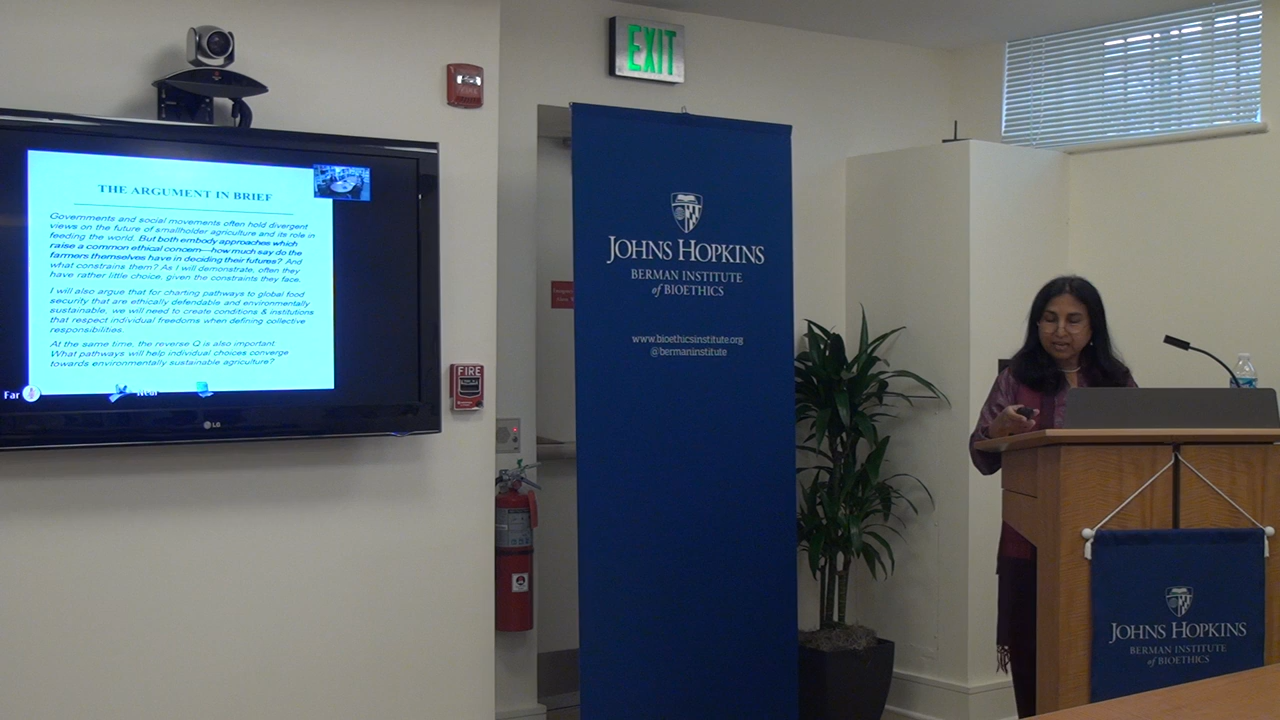 THE ARGUMENT IN BRIEF
Governments and social movements often hold divergent
views on the future of smallholder agriculture and its role in
feeding the world. But both embody approaches which
raise a common ethical concern—how much say do the
farmers themselves have in deciding their futures? And
what constrains them? As I will demonstrate, often they
have rather little choice, given the constraints they face.
I will also argue that for charting pathways to global food
security that are ethically defendable and environmentally
sustainable, we will need to create conditions & institutions
that respect individual freedoms when defining collective
responsibilities.
At the same time, the reverse Q is also important.
What pathways will help individual choices converge
towards environmentally sustainable agriculture?
Far
Near
LG
FIRE
EXIT
JOHNS HOPKINS
BERMAN INSTITUTE
of BIOETHICS
www.bioethicsinstitute.org
@bermaninstitute
JOHNS HOPKINS
BERMAN INSTITUTE
of BIOETHICS